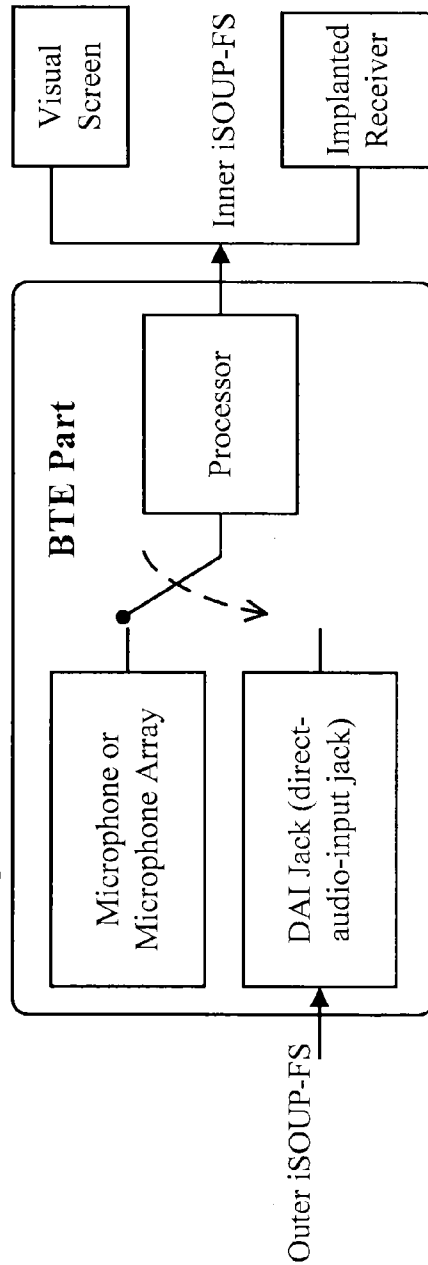 BTE Part
Microphone or
Microphone Array
DAI Jack (direct-
audio-input jack)
Outer iSOUP-FS
Processor
Inner iSOUP-FS
Visual
Screen
Implanted
Receiver